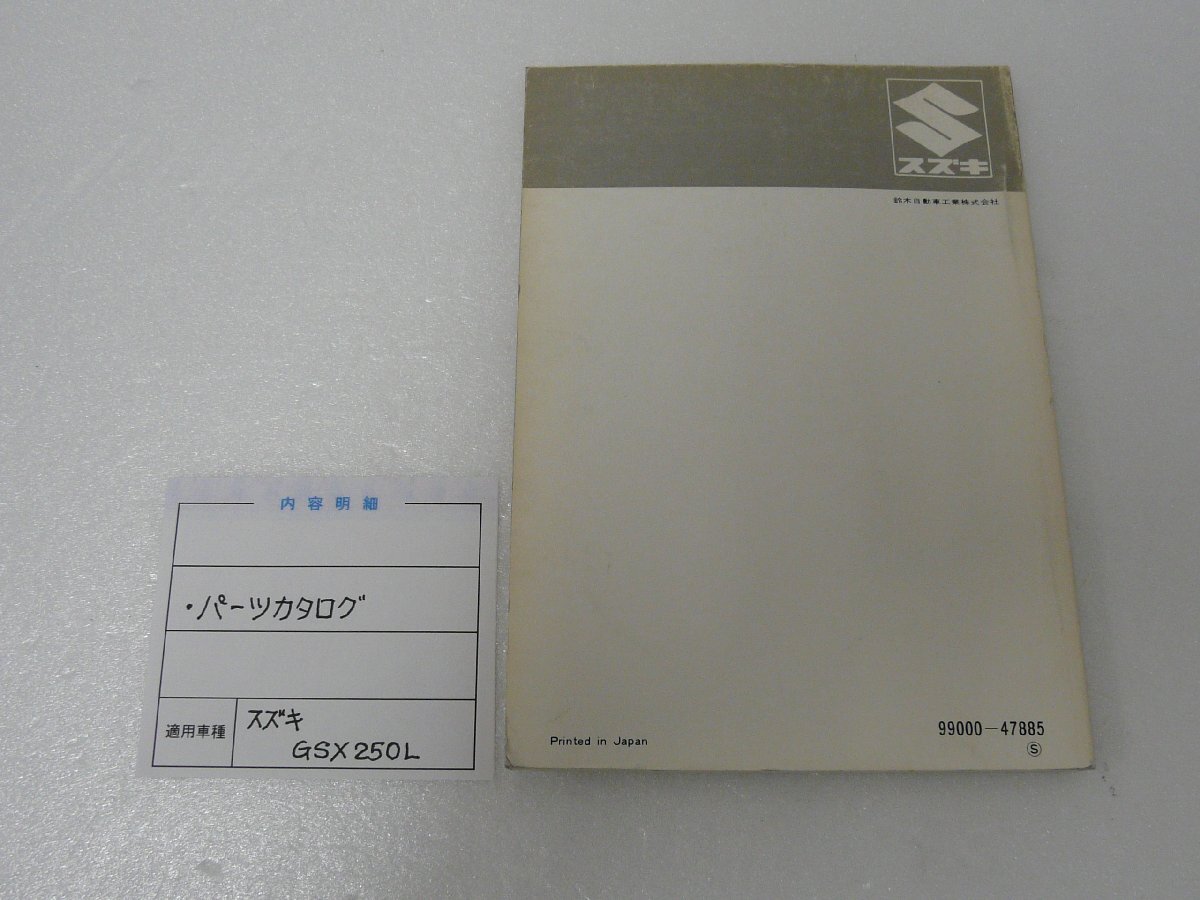 スズキ
鈴木自動車工業株式会社
Printed in Japan
99000-47885
Ⓢ
内容明細
・パーツカタログ
適用車種
スズキ
GSX250L